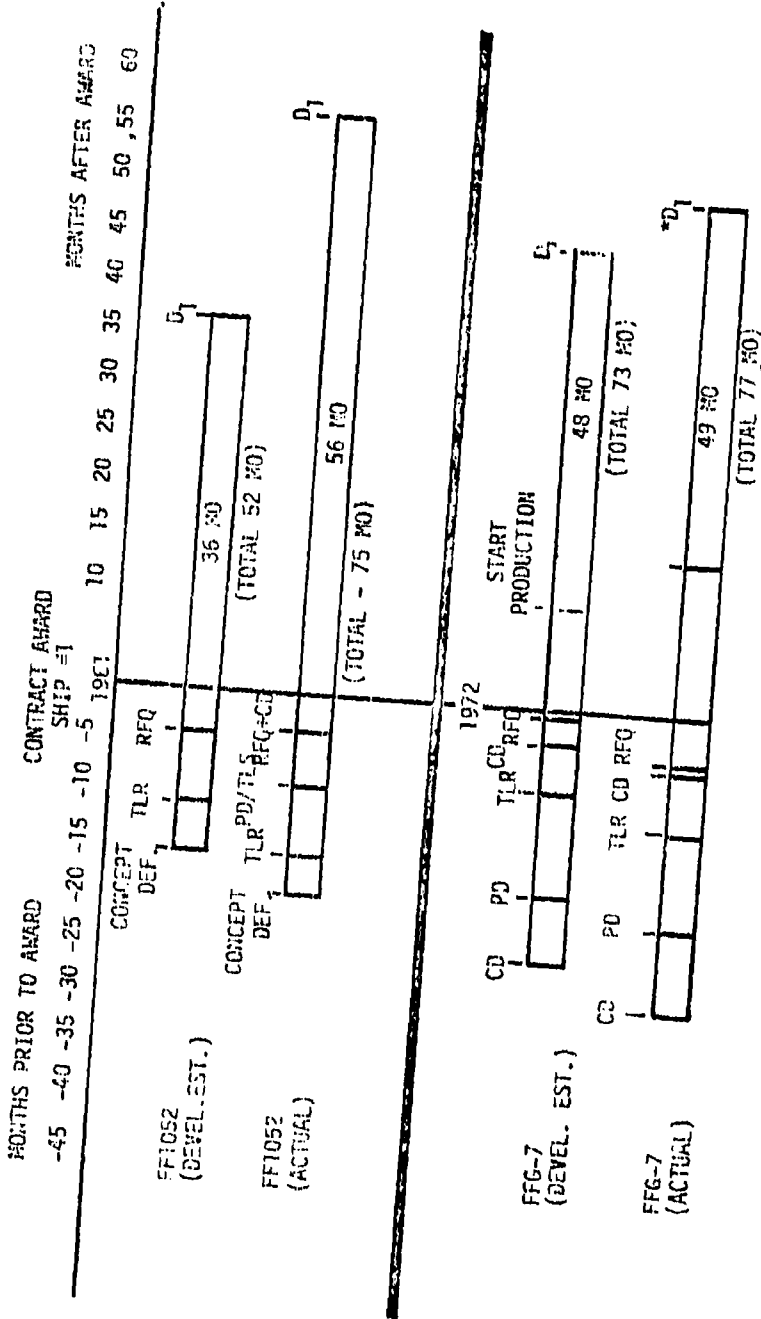 MONTHS PRIOR TO AWARD
CONTRACT AWARD
SHIP #1
MONTHS AFTER AWARD
-45 -40 -35 -30 -25 -20 -15 -10 -5
10 15 20 25 30 35 40 45 50 55 60
FF1052
(DEVEL. EST.)
CONCEPT
DEF
TLR
RFQ
36 MO
(TOTAL 52 MO)
D1
FF1052
(ACTUAL)
CONCEPT
DEF
TLR
PD/TLS
RFQ+CD
56 MO
(TOTAL - 75 MO)
D1
1972
FFG-7
(DEVEL. EST.)
CD
PD
TLR
CD
RFQ
START
PRODUCTION
48 MO
(TOTAL 73 MO)
D1
FFG-7
(ACTUAL)
CD
PD
TLR
CD
RFQ
49 MO
(TOTAL 77 MO)
*D1